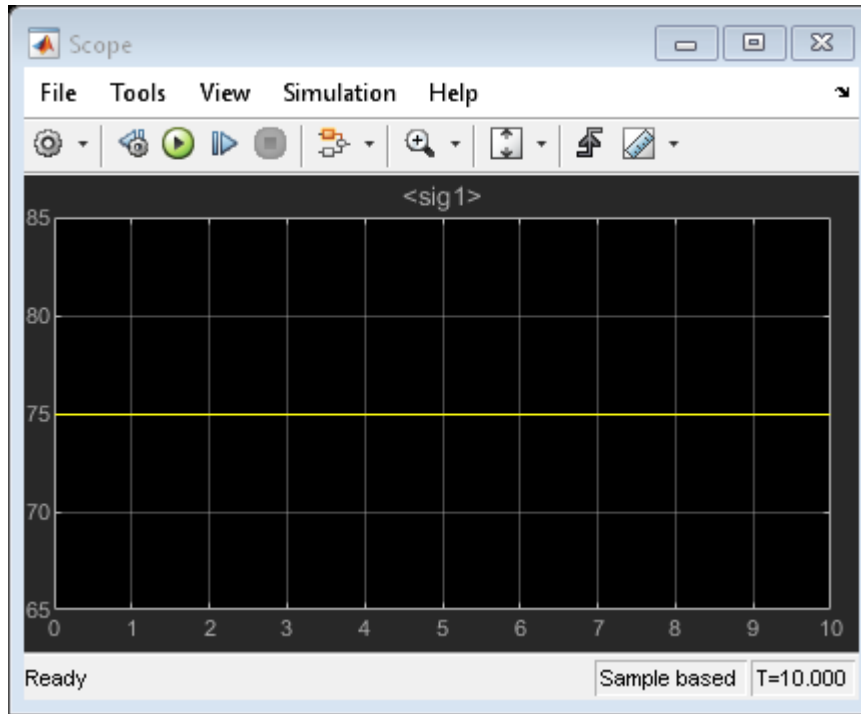 Scope
File Tools View Simulation Help
<sig1>
85
80
75
70
65
0 1 2 3 4 5 6 7 8 9 10
Ready Sample based T=10.000